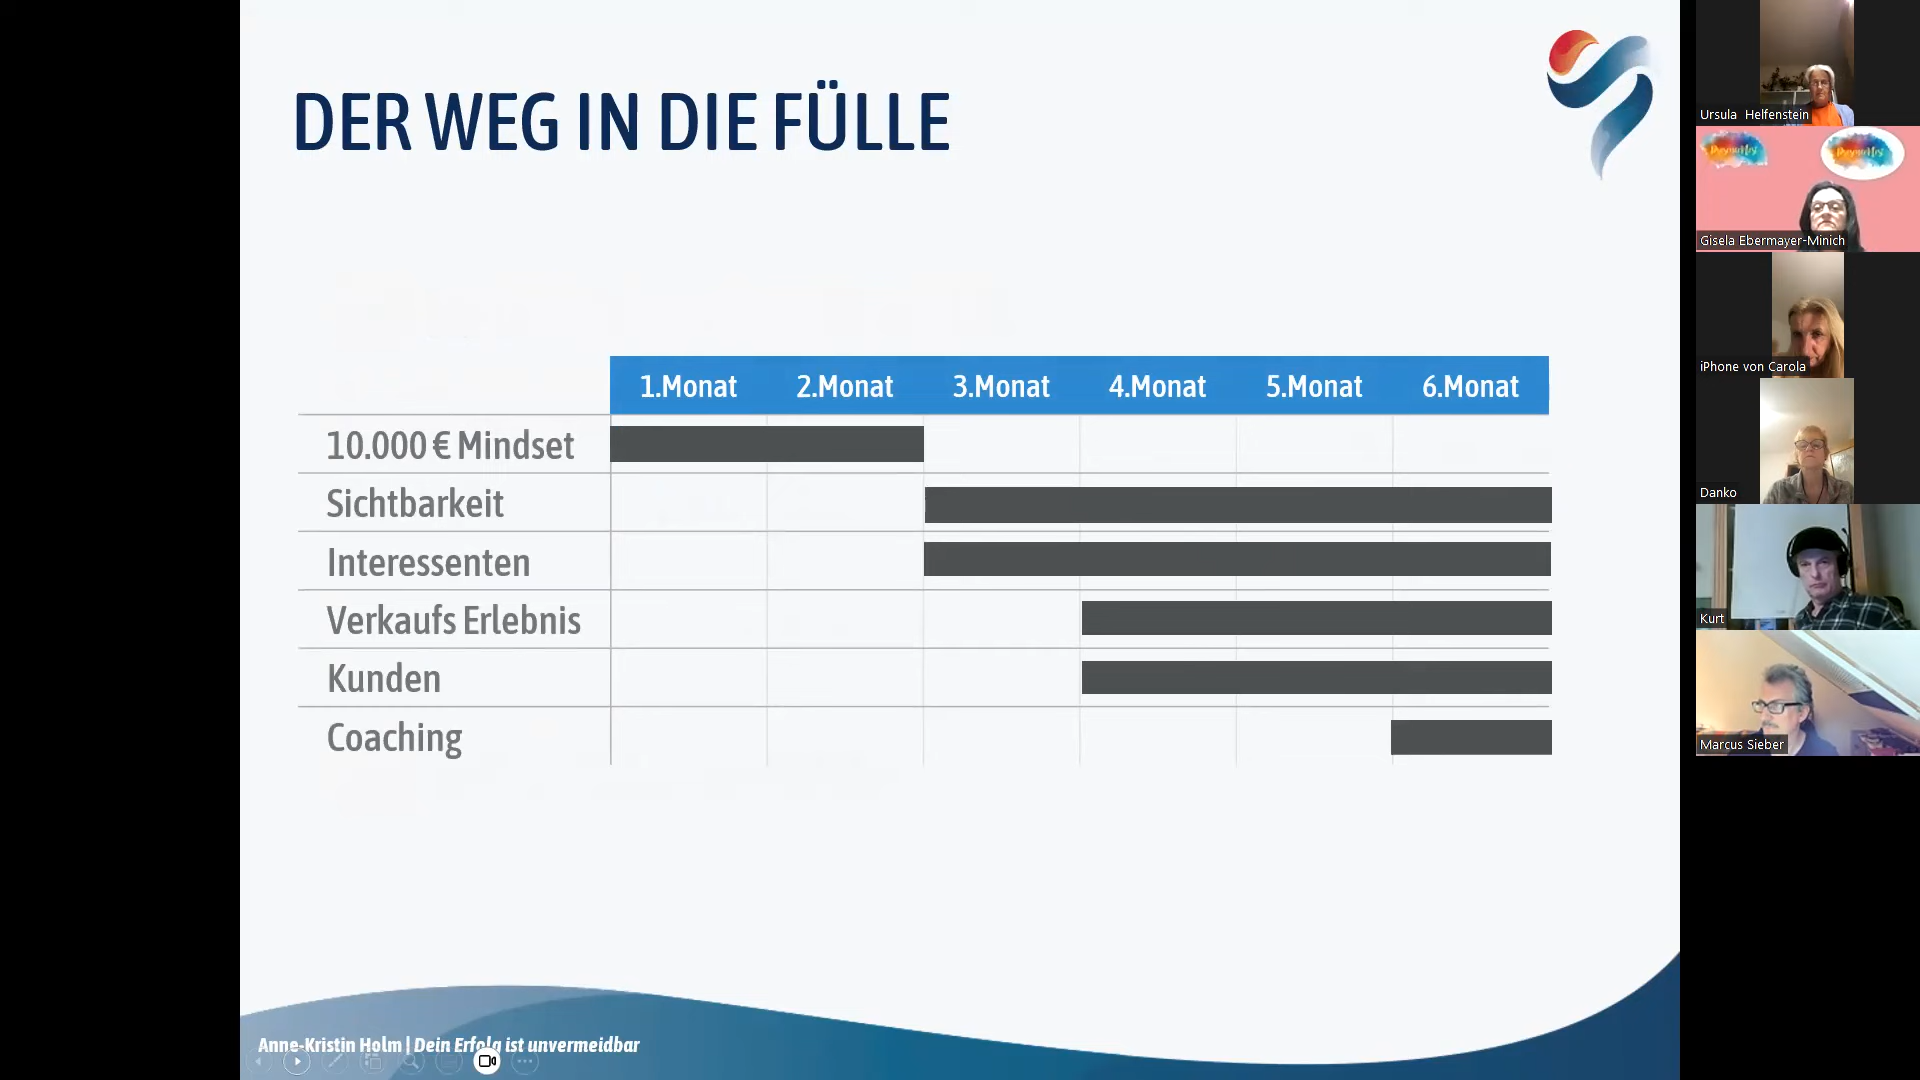 DER WEG IN DIE FÜLLE
1.Monat 2.Monat 3.Monat 4.Monat 5.Monat 6.Monat
10.000 € Mindset
Sichtbarkeit
Interessenten
Verkaufs Erlebnis
Kunden
Coaching
Anne-Kristin Holm | Dein Erfolg ist unvermeidbar
Ursula Helfenstein
Gisela Ebermayer-Minich
iPhone von Carola
Danko
Kurt
Marcus Sieber